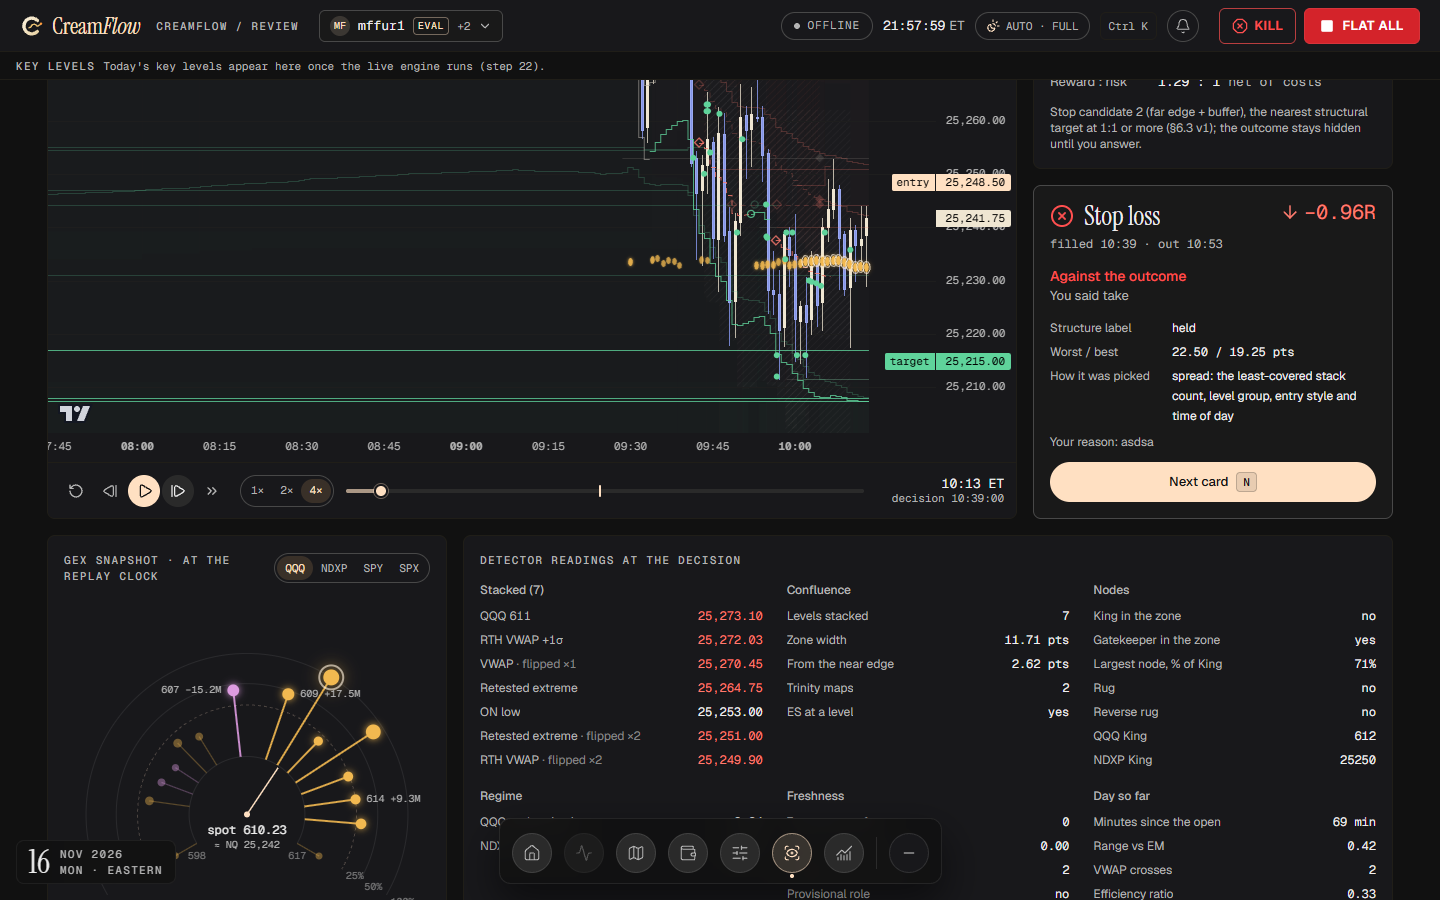 CreamFlow
CREAMFLOW / REVIEW
MF mffur1 EVAL +2
OFFLINE
21:57:59 ET
AUTO · FULL
Ctrl K
KILL
FLAT ALL
KEY LEVELS Today's key levels appear here once the live engine runs (step 22).
25,260.00
25,250.00
entry 25,248.50
25,241.75
25,240.00
25,230.00
25,220.00
target 25,215.00
25,210.00
7:45 08:00 08:15 08:30 08:45 09:00 09:15 09:30 09:45 10:00
1× 2× 4×
10:13 ET
decision 10:39:00
Reward:risk 1.29 : 1 net of costs
Stop candidate 2 (far edge + buffer), the nearest structural
target at 1:1 or more (§6.3 v1); the outcome stays hidden
until you answer.
Stop loss
-0.96R
filled 10:39 · out 10:53
Against the outcome
You said take
Structure label held
Worst / best 22.50 / 19.25 pts
How it was picked spread: the least-covered stack
count, level group, entry style and
time of day
Your reason: asdsa
Next card N
GEX SNAPSHOT · AT THE
REPLAY CLOCK
QQQ NDXP SPY SPX
607 -15.2M
609 +17.5M
614 +9.3M
spot 610.23
≈ NQ 25,242
598
617
25%
50%
DETECTOR READINGS AT THE DECISION
Stacked (7)
QQQ 611 25,273.10
RTH VWAP +1σ 25,272.03
VWAP · flipped ×1 25,270.45
Retested extreme 25,264.75
ON low 25,253.00
Retested extreme · flipped ×2 25,251.00
RTH VWAP · flipped ×2 25,249.90
Confluence
Levels stacked 7
Zone width 11.71 pts
From the near edge 2.62 pts
Trinity maps 2
ES at a level yes
Nodes
King in the zone no
Gatekeeper in the zone yes
Largest node, % of King 71%
Rug no
Reverse rug no
QQQ King 612
NDXP King 25250
Regime
Freshness
0
0.00
2
Provisional role no
Day so far
Minutes since the open 69 min
Range vs EM 0.42
VWAP crosses 2
Efficiency ratio 0.33
16 NOV 2026
MON · EASTERN